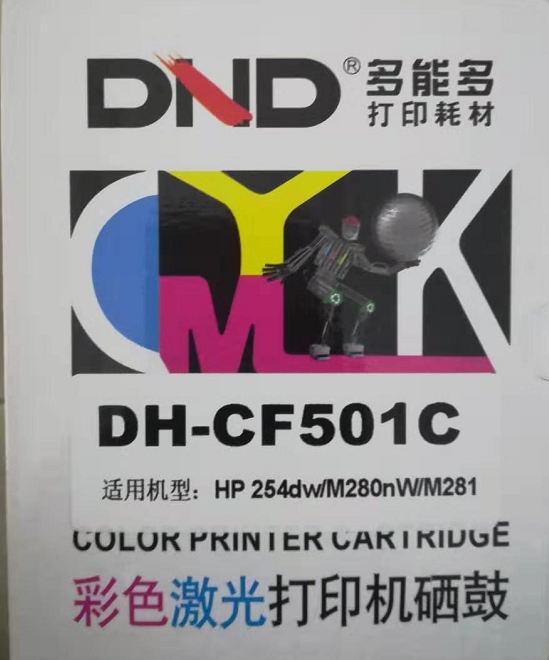 DND® 多能多
打印耗材
CMYK
DH-CF501C
适用机型：HP 254dw/M280nW/M281
COLOR PRINTER CARTRIDGE
彩色激光打印机硒鼓